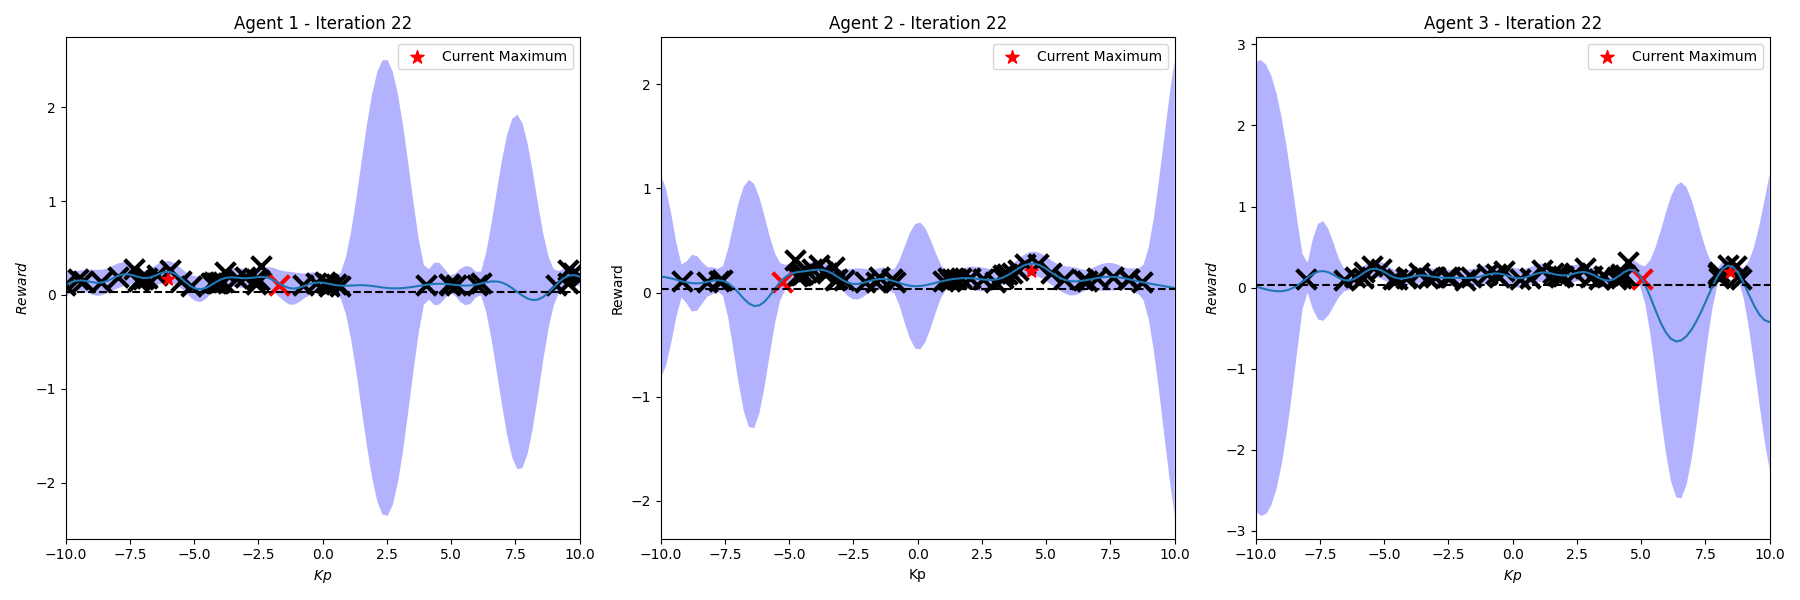 Agent 1 - Iteration 22
Current Maximum
Reward
2
1
0
−1
−2
−10.0 −7.5 −5.0 −2.5 0.0 2.5 5.0 7.5 10.0
Kp
Agent 2 - Iteration 22
Current Maximum
Reward
2
1
0
−1
−2
−10.0 −7.5 −5.0 −2.5 0.0 2.5 5.0 7.5 10.0
Kp
Agent 3 - Iteration 22
Current Maximum
Reward
3
2
1
0
−1
−2
−3
−10.0 −7.5 −5.0 −2.5 0.0 2.5 5.0 7.5 10.0
Kp